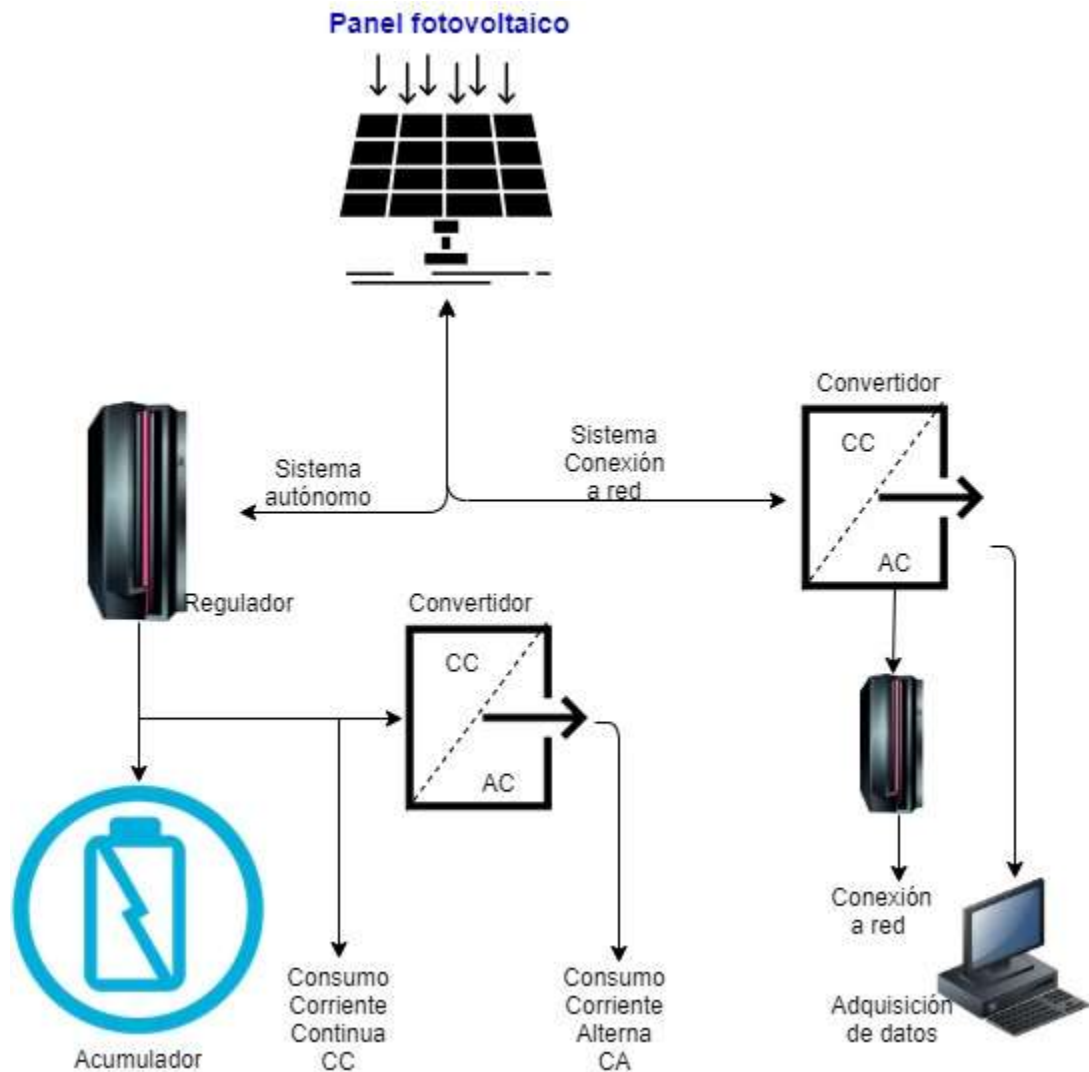 Panel fotovoltaico
Convertidor
CC
AC
Sistema
Conexión
a red
Sistema
autónomo
Regulador
Convertidor
CC
AC
Conexión
a red
Adquisición
de datos
Acumulador
Consumo
Corriente
Continua
CC
Consumo
Corriente
Alterna
CA